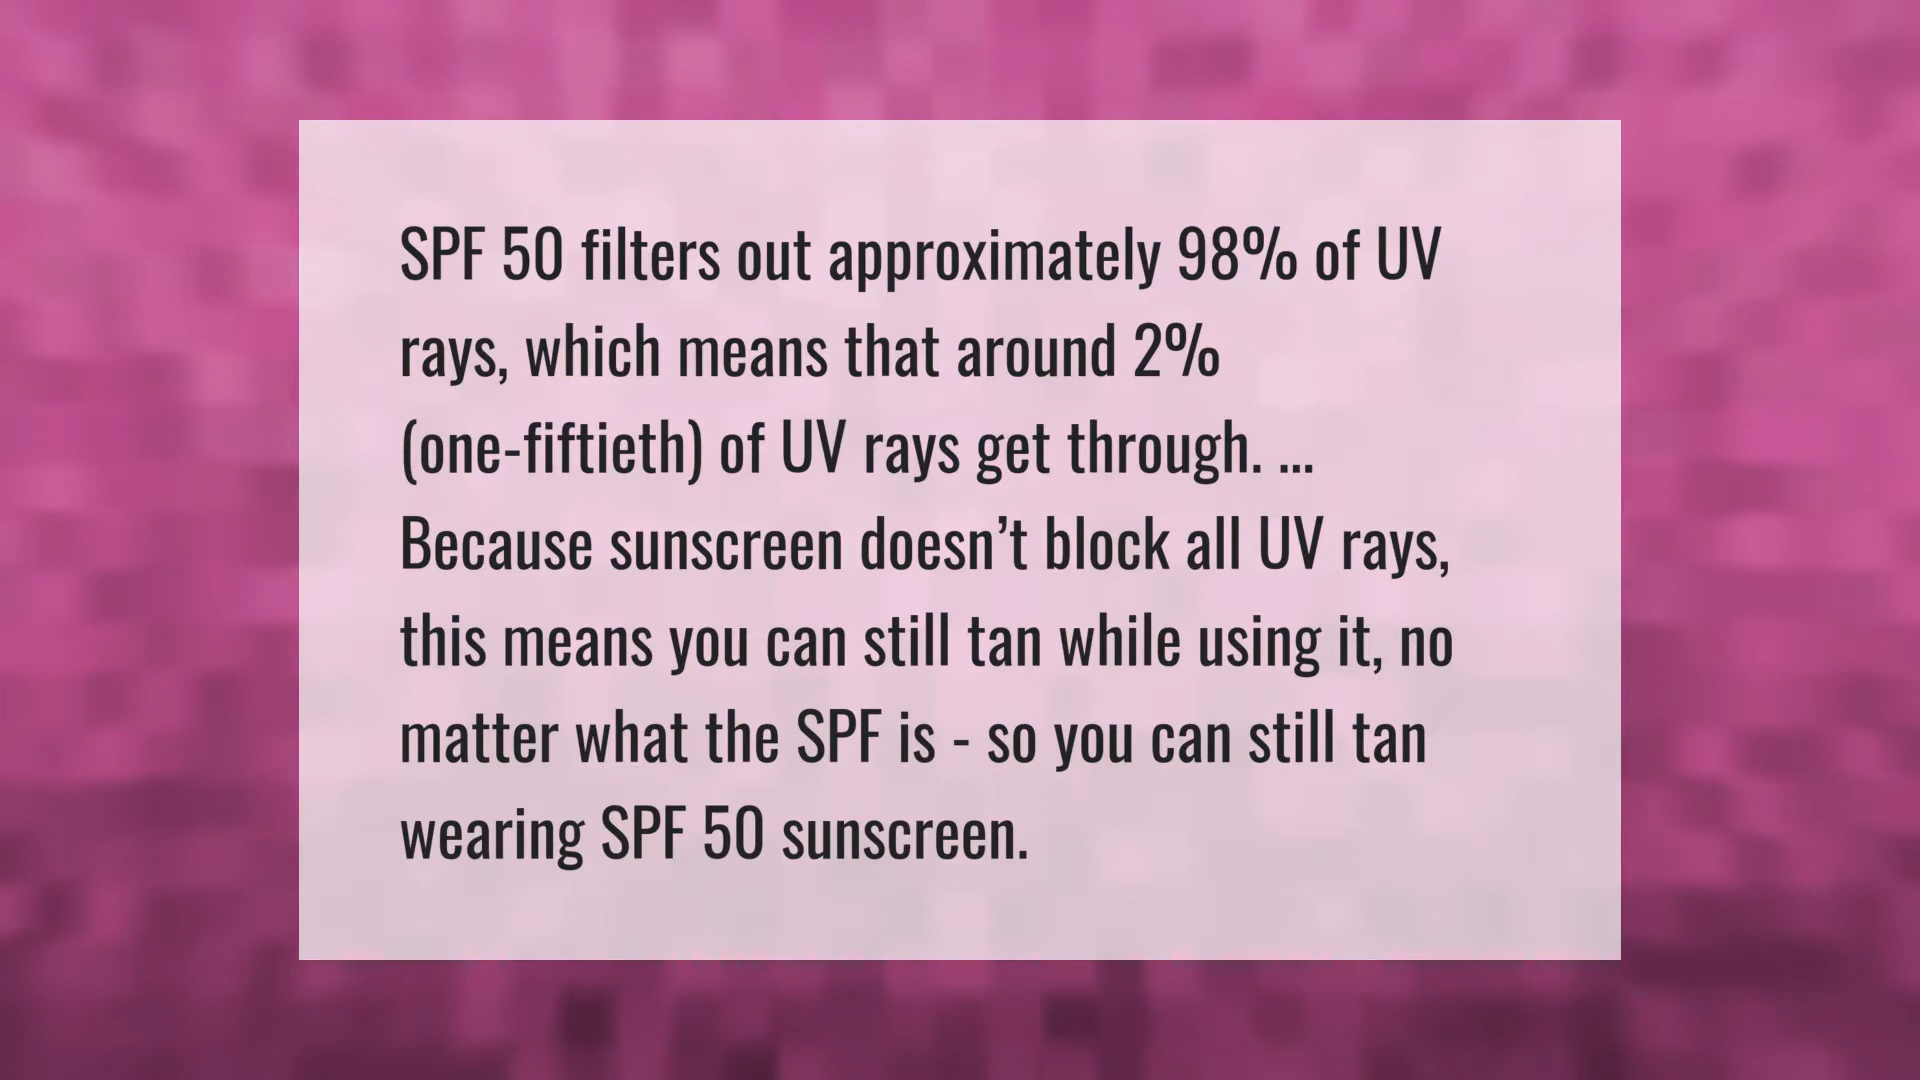 SPF 50 filters out approximately 98% of UV
rays, which means that around 2%
(one-fiftieth) of UV rays get through. ...
Because sunscreen doesn’t block all UV rays,
this means you can still tan while using it, no
matter what the SPF is - so you can still tan
wearing SPF 50 sunscreen.